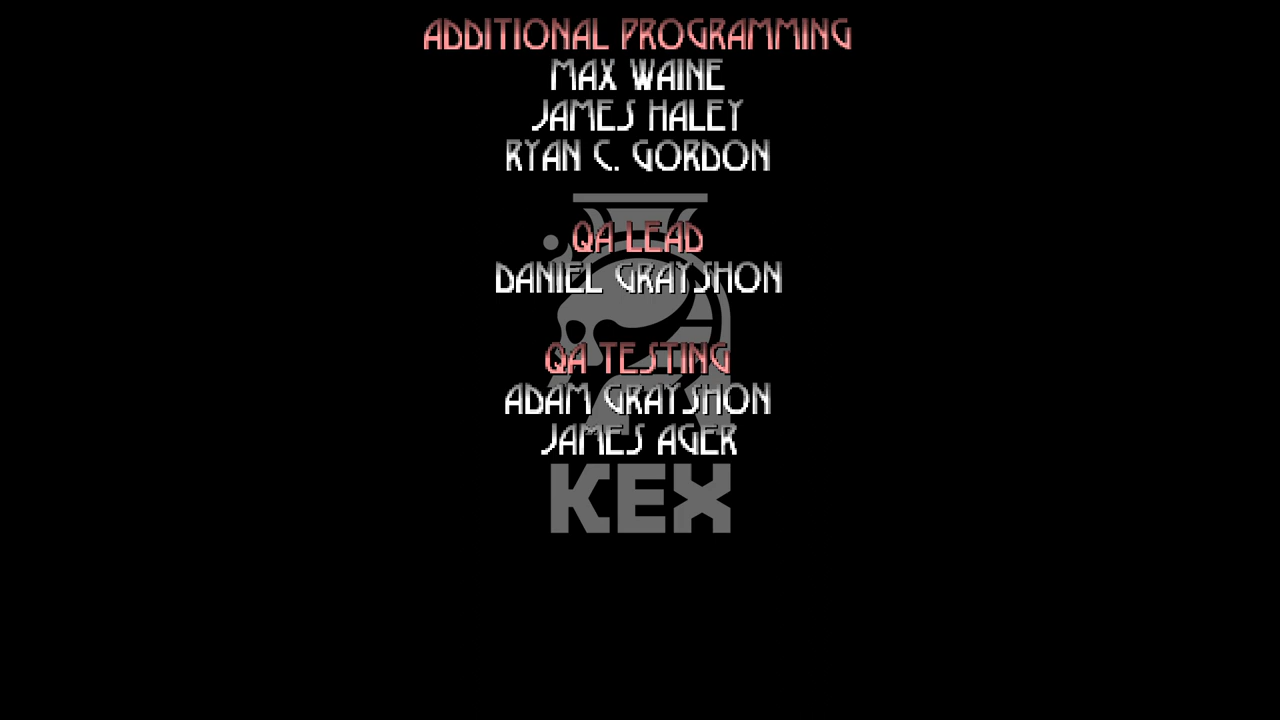 ADDITIONAL PROGRAMMING
MAX WAINE
JAMES HALEY
RYAN C. GORDON
QA LEAD
DANIEL GRAYSHON
QA TESTING
ADAM GRAYSHON
JAMES AGER
KEX